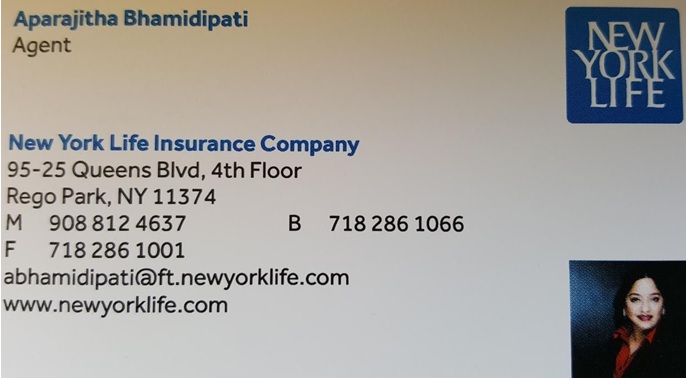 Aparajitha Bhamidipati
Agent
NEW
YORK
LIFE
New York Life Insurance Company
95-25 Queens Blvd, 4th Floor
Rego Park, NY 11374
M 908 812 4637 B 718 286 1066
F 718 286 1001
abhamidipati@ft.newyorklife.com
www.newyorklife.com